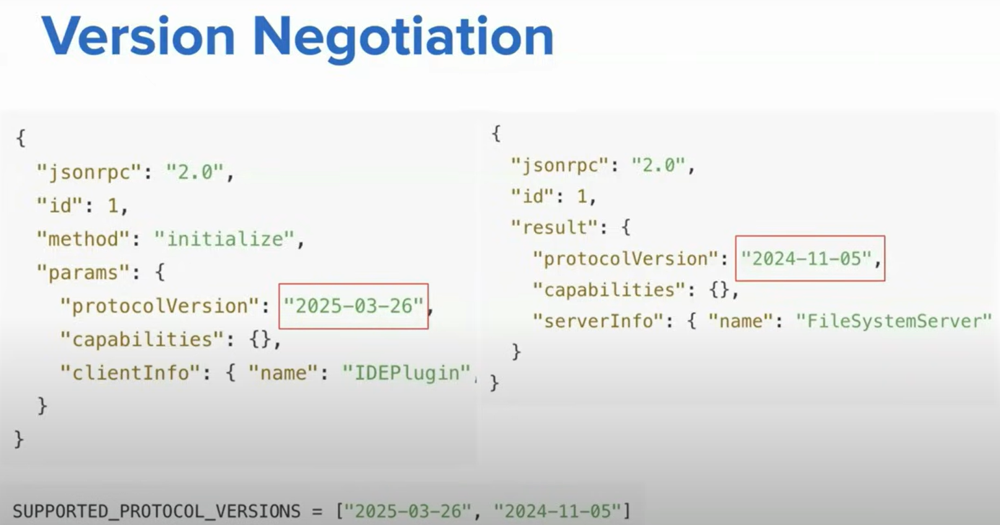 Version Negotiation
{
"jsonrpc": "2.0",
"id": 1,
"method": "initialize",
"params": {
"protocolVersion": "2025-03-26",
"capabilities": {},
"clientInfo": { "name": "IDEPlugin",
}
}
{
"jsonrpc": "2.0",
"id": 1,
"result": {
"protocolVersion": "2024-11-05",
"capabilities": {},
"serverInfo": { "name": "FileSystemServer"
}
}
SUPPORTED_PROTOCOL_VERSIONS = ["2025-03-26", "2024-11-05"]